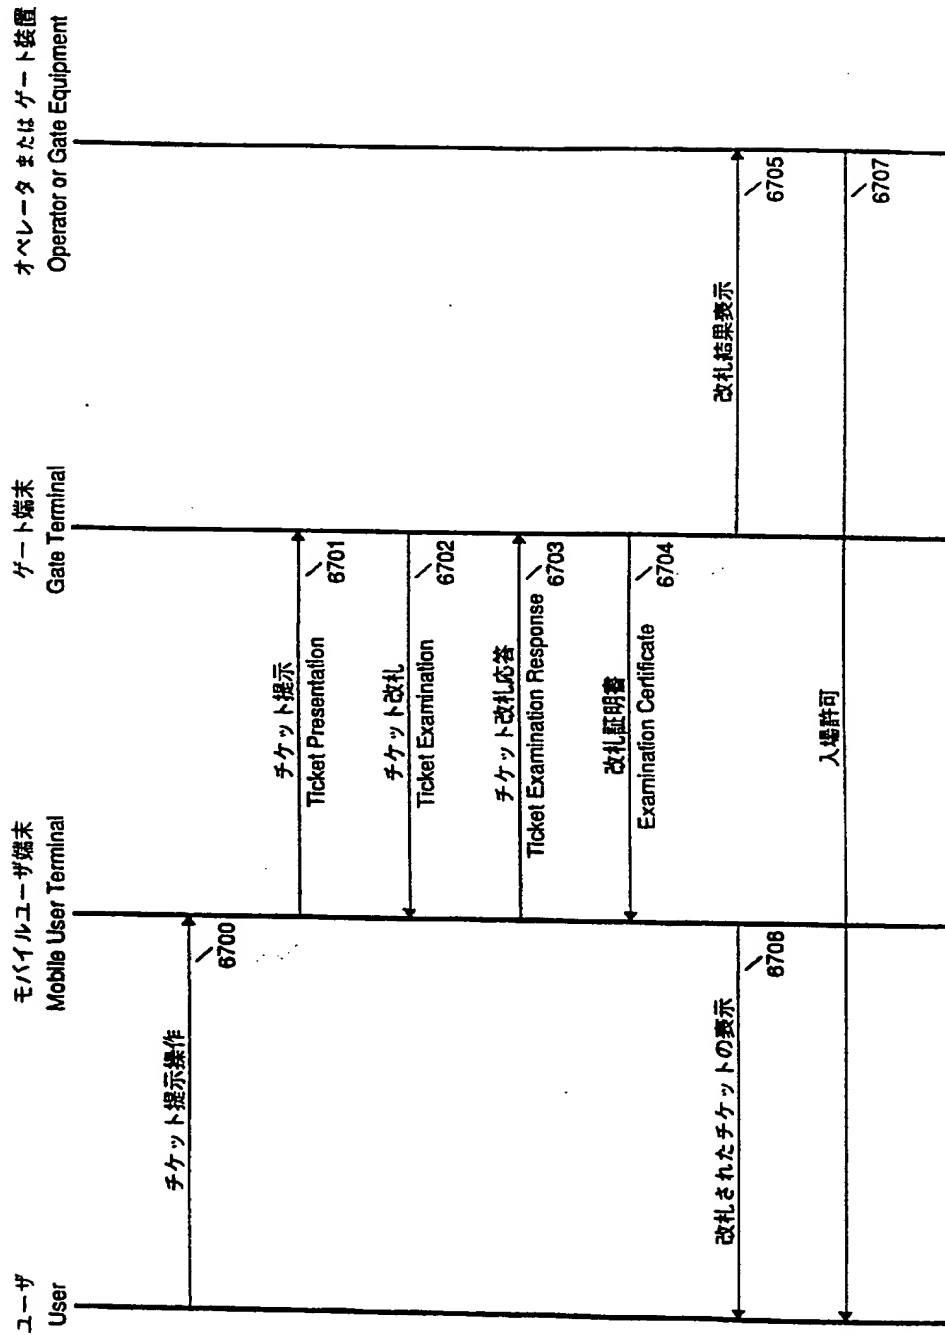 ユーザ
User
モバイルユーザ端末
Mobile User Terminal
ゲート端末
Gate Terminal
オペレータ または ゲート装置
Operator or Gate Equipment
チケット提示操作
6700
チケット提示
Ticket Presentation
6701
チケット改札
Ticket Examination
6702
チケット改札応答
Ticket Examination Response
6703
改札証明書
Examination Certificate
6704
改札されたチケットの表示
6708
改札結果表示
6705
入場許可
6707